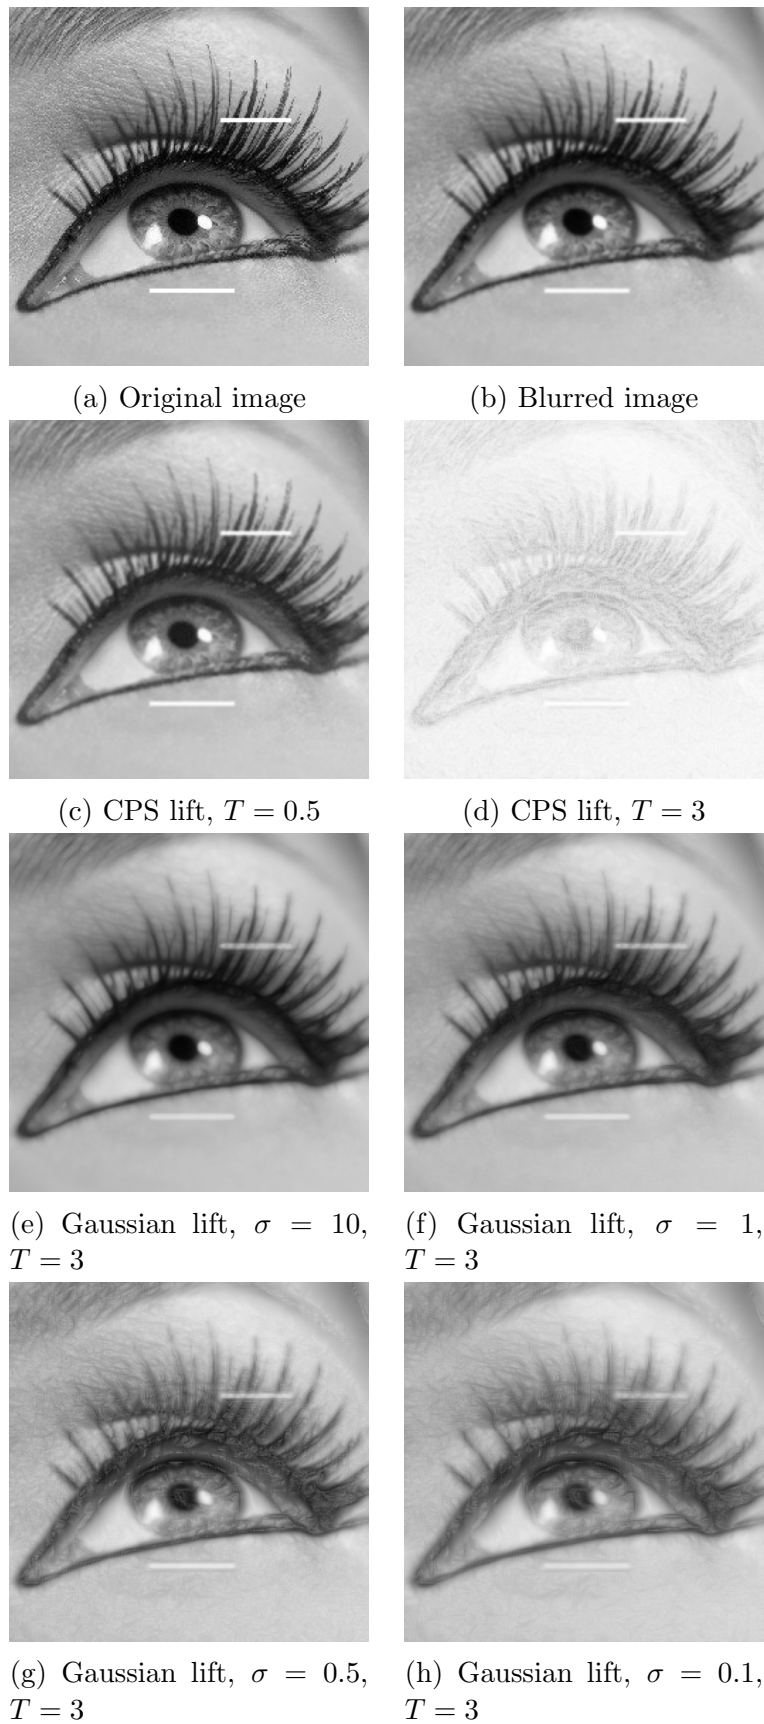 (a) Original image
(b) Blurred image
(c) CPS lift, T = 0.5
(d) CPS lift, T = 3
(e) Gaussian lift, σ = 10,
T = 3
(f) Gaussian lift, σ = 1,
T = 3
(g) Gaussian lift, σ = 0.5,
T = 3
(h) Gaussian lift, σ = 0.1,
T = 3